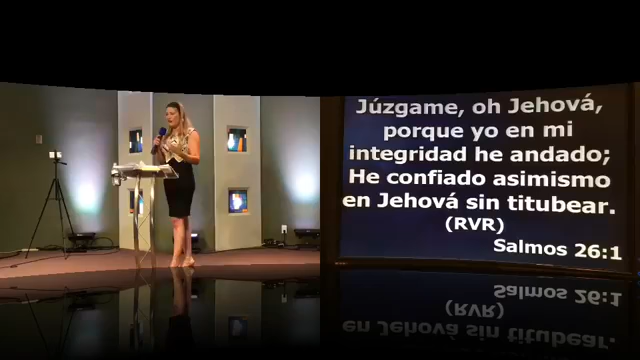 Júzgame, oh Jehová,
porque yo en mi
integridad he andado;
He confiado asimismo
en Jehová sin titubear.
(RVR)
Salmos 26:1